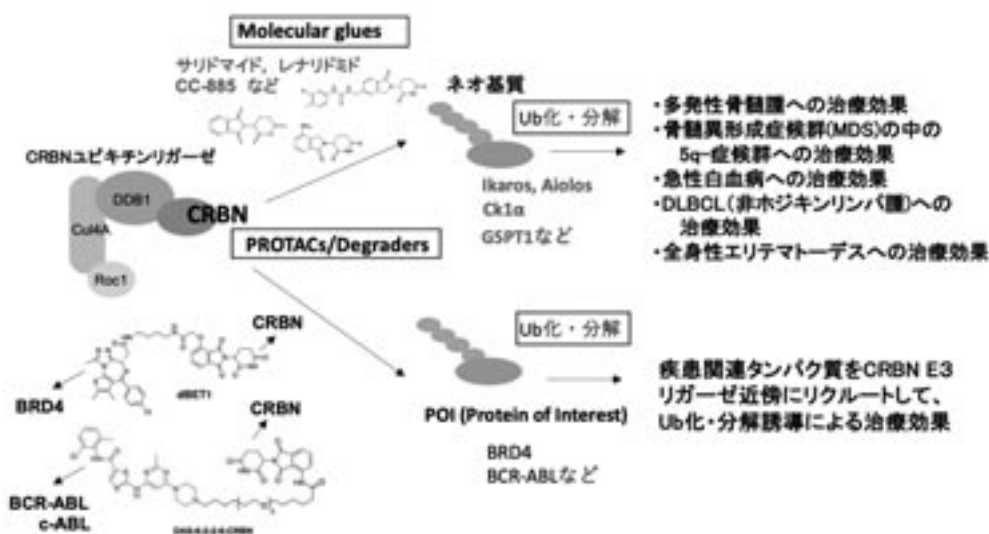 Molecular glues
サリドマイド，レナリドミド
CC-885 など
ネオ基質
Ub化・分解
CRBNユビキチンリガーゼ
DDB1
CRBN
Cul4A
Roc1
Ikaros, Aiolos
Ck1α
GSPT1など
・多発性骨髄腫への治療効果
・骨髄異形成症候群(MDS)の中の
5q-症候群への治療効果
・急性白血病への治療効果
・DLBCL(非ホジキンリンパ腫)への
治療効果
・全身性エリテマトーデスへの治療効果
PROTACs/Degraders
CRBN
BRD4
dBET1
CRBN
BCR-ABL
c-ABL
Ub化・分解
POI (Protein of Interest)
BRD4
BCR-ABLなど
疾患関連タンパク質をCRBN E3
リガーゼ近傍にリクルートして、
Ub化・分解誘導による治療効果